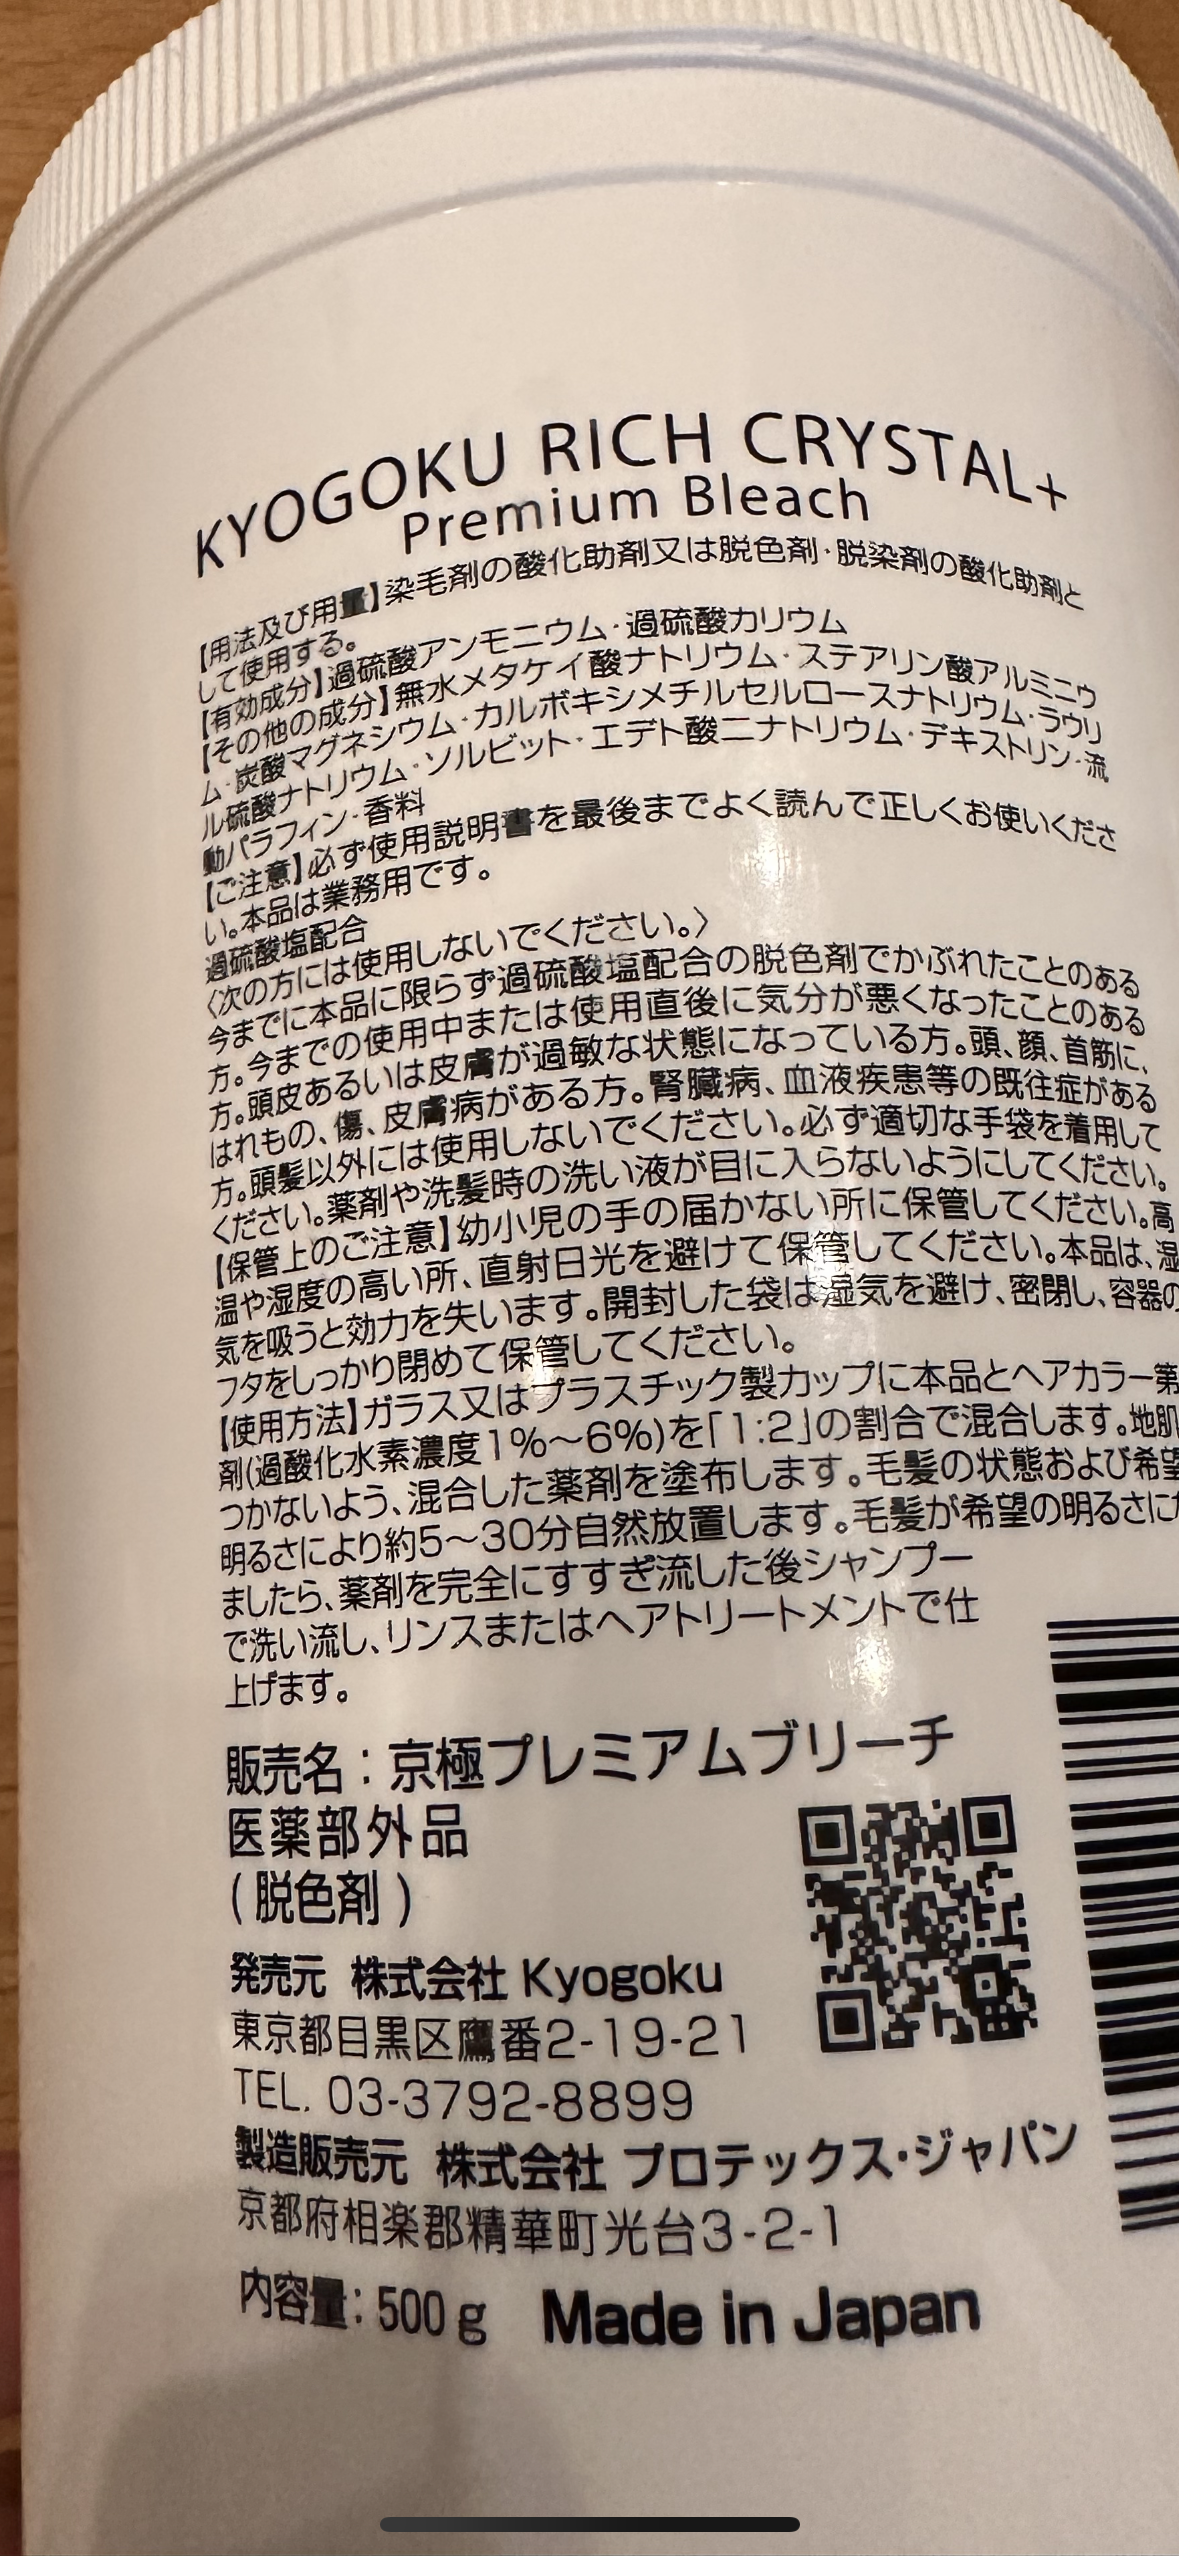 KYOGOKU RICH CRYSTAL+
Premium Bleach
【用法及び用量】染毛剤の酸化助剤又は脱色剤・脱染剤の酸化助剤と
して使用する。
【有効成分】過硫酸アンモニウム・過硫酸カリウム
【その他の成分】無水メタケイ酸ナトリウム・ステアリン酸アルミニウ
ム・炭酸マグネシウム・カルボキシメチルセルロースナトリウム・ラウリ
ル硫酸ナトリウム・ソルビット・エデト酸二ナトリウム・デキストリン・流
動パラフィン・香料
【ご注意】必ず使用説明書を最後までよく読んで正しくお使いくださ
い。本品は業務用です。
過硫酸塩配合
〈次の方には使用しないでください。〉
今までに本品に限らず過硫酸塩配合の脱色剤でかぶれたことのある
方。今までの使用中または使用直後に気分が悪くなったことのある
方。頭皮あるいは皮膚が過敏な状態になっている方。頭、顔、首筋に、
はれもの、傷、皮膚病がある方。腎臓病、血液疾患等の既往症がある
方。頭髪以外には使用しないでください。必ず適切な手袋を着用して
ください。薬剤や洗髪時の洗い液が目に入らないようにしてください。
【保管上のご注意】幼小児の手の届かない所に保管してください。高
温や湿度の高い所、直射日光を避けて保管してください。本品は、湿
気を吸うと効力を失います。開封した袋は湿気を避け、密閉し、容器の
フタをしっかり閉めて保管してください。
【使用方法】ガラス又はプラスチック製カップに本品とヘアカラー第
剤(過酸化水素濃度1%～6%)を「1:2」の割合で混合します。地肌
つかないよう、混合した薬剤を塗布します。毛髪の状態および希望
明るさにより約5～30分自然放置します。毛髪が希望の明るさに
ましたら、薬剤を完全にすすぎ流した後シャンプー
で洗い流し、リンスまたはヘアトリートメントで仕
上げます。
販売名：京極プレミアムブリーチ
医薬部外品
(脱色剤)
発売元 株式会社 Kyogoku
東京都目黒区鷹番2-19-21
TEL. 03-3792-8899
製造販売元 株式会社 プロテックス・ジャパン
京都府相楽郡精華町光台3-2-1
内容量：500g Made in Japan